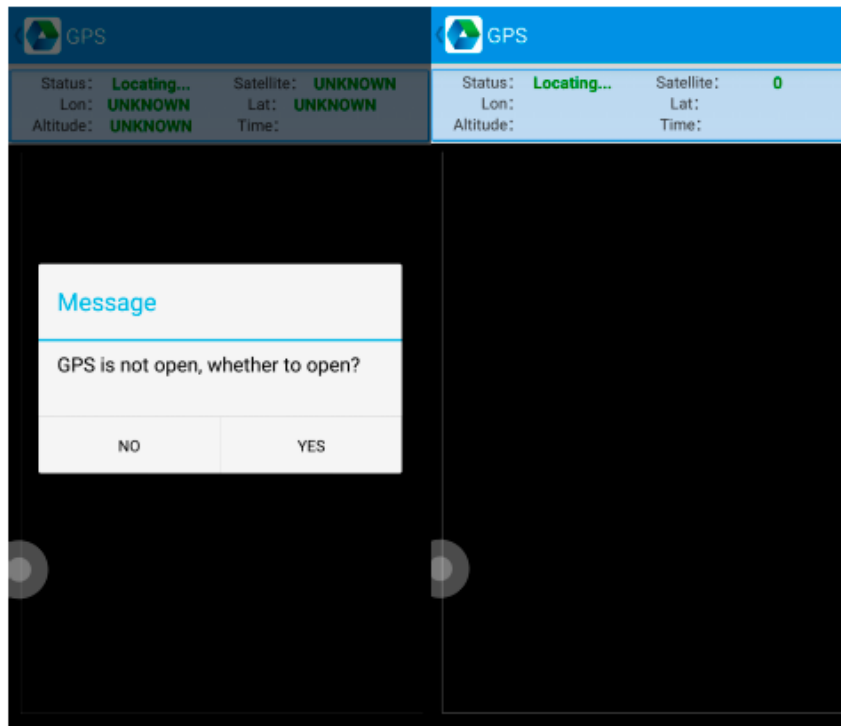 GPS
Status: Locating... Satellite: UNKNOWN
Lon: UNKNOWN Lat: UNKNOWN
Altitude: UNKNOWN Time:
Message
GPS is not open, whether to open?
NO YES
GPS
Status: Locating... Satellite: 0
Lon: Lat:
Altitude: Time: